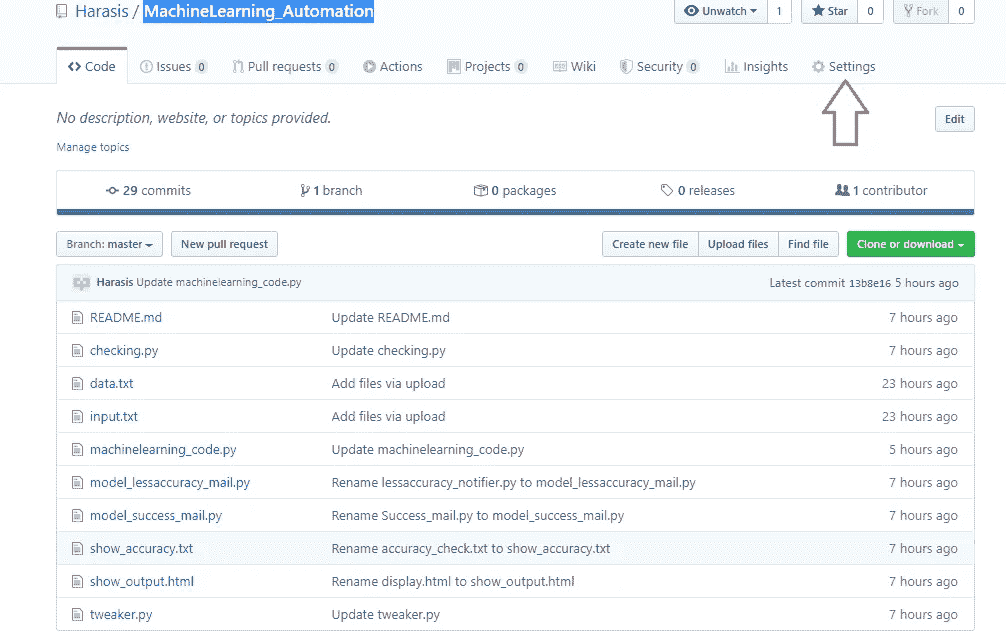 Harasis / MachineLearning_Automation Unwatch 1 Star 0 Fork 0
Code Issues 0 Pull requests 0 Actions Projects 0 Wiki Security 0 Insights Settings
No description, website, or topics provided. Edit
Manage topics
29 commits 1 branch 0 packages 0 releases 1 contributor
Branch: master New pull request Create new file Upload files Find file Clone or download
Harasis Update machinelearning_code.py Latest commit 13b8e16 5 hours ago
README.md Update README.md 7 hours ago
checking.py Update checking.py 7 hours ago
data.txt Add files via upload 23 hours ago
input.txt Add files via upload 23 hours ago
machinelearning_code.py Update machinelearning_code.py 5 hours ago
model_lessaccuracy_mail.py Rename lessaccuracy_notifier.py to model_lessaccuracy_mail.py 7 hours ago
model_success_mail.py Rename Success_mail.py to model_success_mail.py 7 hours ago
show_accuracy.txt Rename accuracy_check.txt to show_accuracy.txt 7 hours ago
show_output.html Rename display.html to show_output.html 7 hours ago
tweaker.py Update tweaker.py 7 hours ago